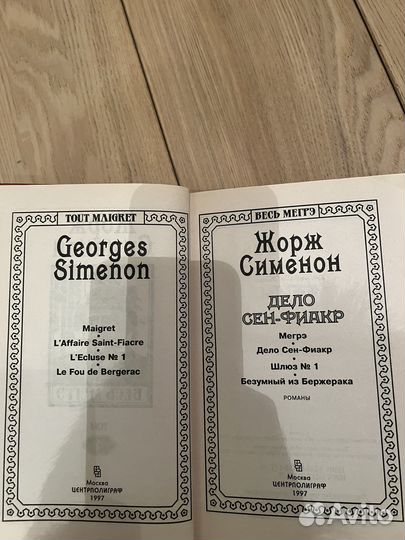 TOUT MAIGRET
Georges
Simenon
Maigret
•
L'Affaire Saint-Fiacre
•
L'Ecluse № 1
•
Le Fou de Bergerac
Москва
ЦЕНТРПОЛИГРАФ
1997
ВЕСЬ МЕГРЭ
Жорж
Сименон
ДЕЛО
СЕН-ФИАКР
Мегрэ
•
Дело Сен-Фиакр
•
Шлюз № 1
•
Безумный из Бержерака
РОМАНЫ
Москва
ЦЕНТРПОЛИГРАФ
1997
Avito